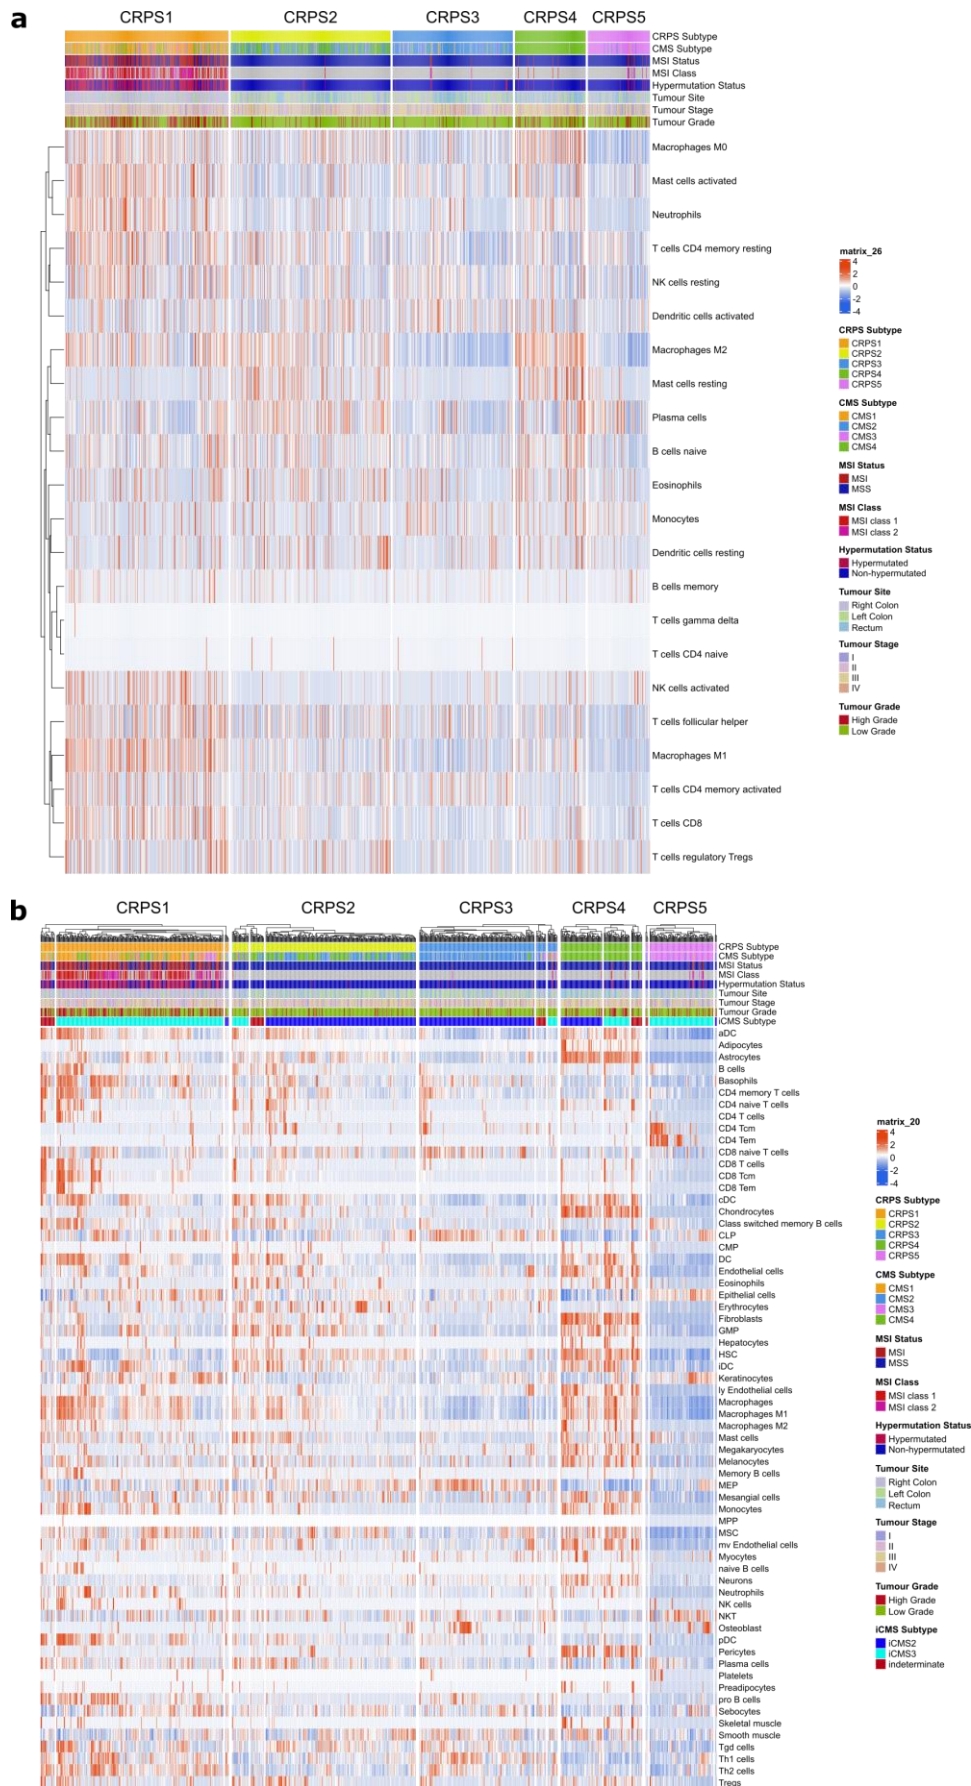 a
CRPS1 CRPS2 CRPS3 CRPS4 CRPS5
CRPS Subtype
CMS Subtype
MSI Status
MSI Class
Hypermutation Status
Tumour Site
Tumour Stage
Tumour Grade
Macrophages M0
Mast cells activated
Neutrophils
T cells CD4 memory resting
NK cells resting
Dendritic cells activated
Macrophages M2
Mast cells resting
Plasma cells
B cells naive
Eosinophils
Monocytes
Dendritic cells resting
B cells memory
T cells gamma delta
T cells CD4 naive
NK cells activated
T cells follicular helper
Macrophages M1
T cells CD4 memory activated
T cells CD8
T cells regulatory Tregs
matrix_26
4
2
0
-2
-4
CRPS Subtype
CRPS1
CRPS2
CRPS3
CRPS4
CRPS5
CMS Subtype
CMS1
CMS2
CMS3
CMS4
MSI Status
MSI
MSS
MSI Class
MSI class 1
MSI class 2
Hypermutation Status
Hypermutated
Non-hypermutated
Tumour Site
Right Colon
Left Colon
Rectum
Tumour Stage
I
II
III
IV
Tumour Grade
High Grade
Low Grade
b
CRPS1 CRPS2 CRPS3 CRPS4 CRPS5
CRPS Subtype
CMS Subtype
MSI Status
MSI Class
Hypermutation Status
Tumour Site
Tumour Stage
Tumour Grade
iCMS Subtype
aDC
Adipocytes
Astrocytes
B cells
Basophils
CD4 memory T cells
CD4 naive T cells
CD4 T cells
CD4 Tcm
CD4 Tem
CD8 naive T cells
CD8 T cells
CD8 Tcm
CD8 Tem
cDC
Chondrocytes
Class switched memory B cells
CLP
CMP
DC
Endothelial cells
Eosinophils
Epithelial cells
Erythrocytes
Fibroblasts
GMP
Hepatocytes
HSC
iDC
Keratinocytes
ly Endothelial cells
Macrophages
Macrophages M1
Macrophages M2
Mast cells
Megakaryocytes
Melanocytes
Memory B cells
MEP
Mesangial cells
Monocytes
MPP
MSC
mv Endothelial cells
Myocytes
naive B cells
Neurons
Neutrophils
NK cells
NKT
Osteoblast
pDC
Pericytes
Plasma cells
Platelets
Preadipocytes
pro B cells
Sebocytes
Skeletal muscle
Smooth muscle
Tgd cells
Th1 cells
Th2 cells
Tregs
matrix_20
4
2
0
-2
-4
CRPS Subtype
CRPS1
CRPS2
CRPS3
CRPS4
CRPS5
CMS Subtype
CMS1
CMS2
CMS3
CMS4
MSI Status
MSI
MSS
MSI Class
MSI class 1
MSI class 2
Hypermutation Status
Hypermutated
Non-hypermutated
Tumour Site
Right Colon
Left Colon
Rectum
Tumour Stage
I
II
III
IV
Tumour Grade
High Grade
Low Grade
iCMS Subtype
iCMS2
iCMS3
indeterminate